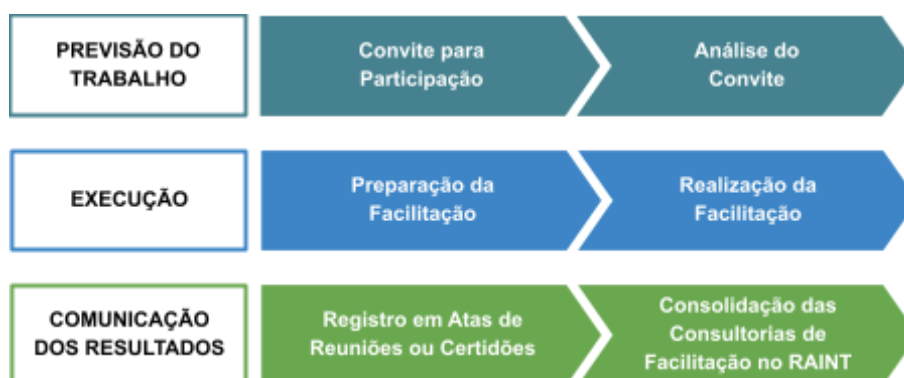 PREVISÃO DO
TRABALHO
Convite para
Participação
Análise do
Convite
EXECUÇÃO
Preparação da
Facilitação
Realização da
Facilitação
COMUNICAÇÃO
DOS RESULTADOS
Registro em Atas de
Reuniões ou Certidões
Consolidação das
Consultorias de
Facilitação no RAINT